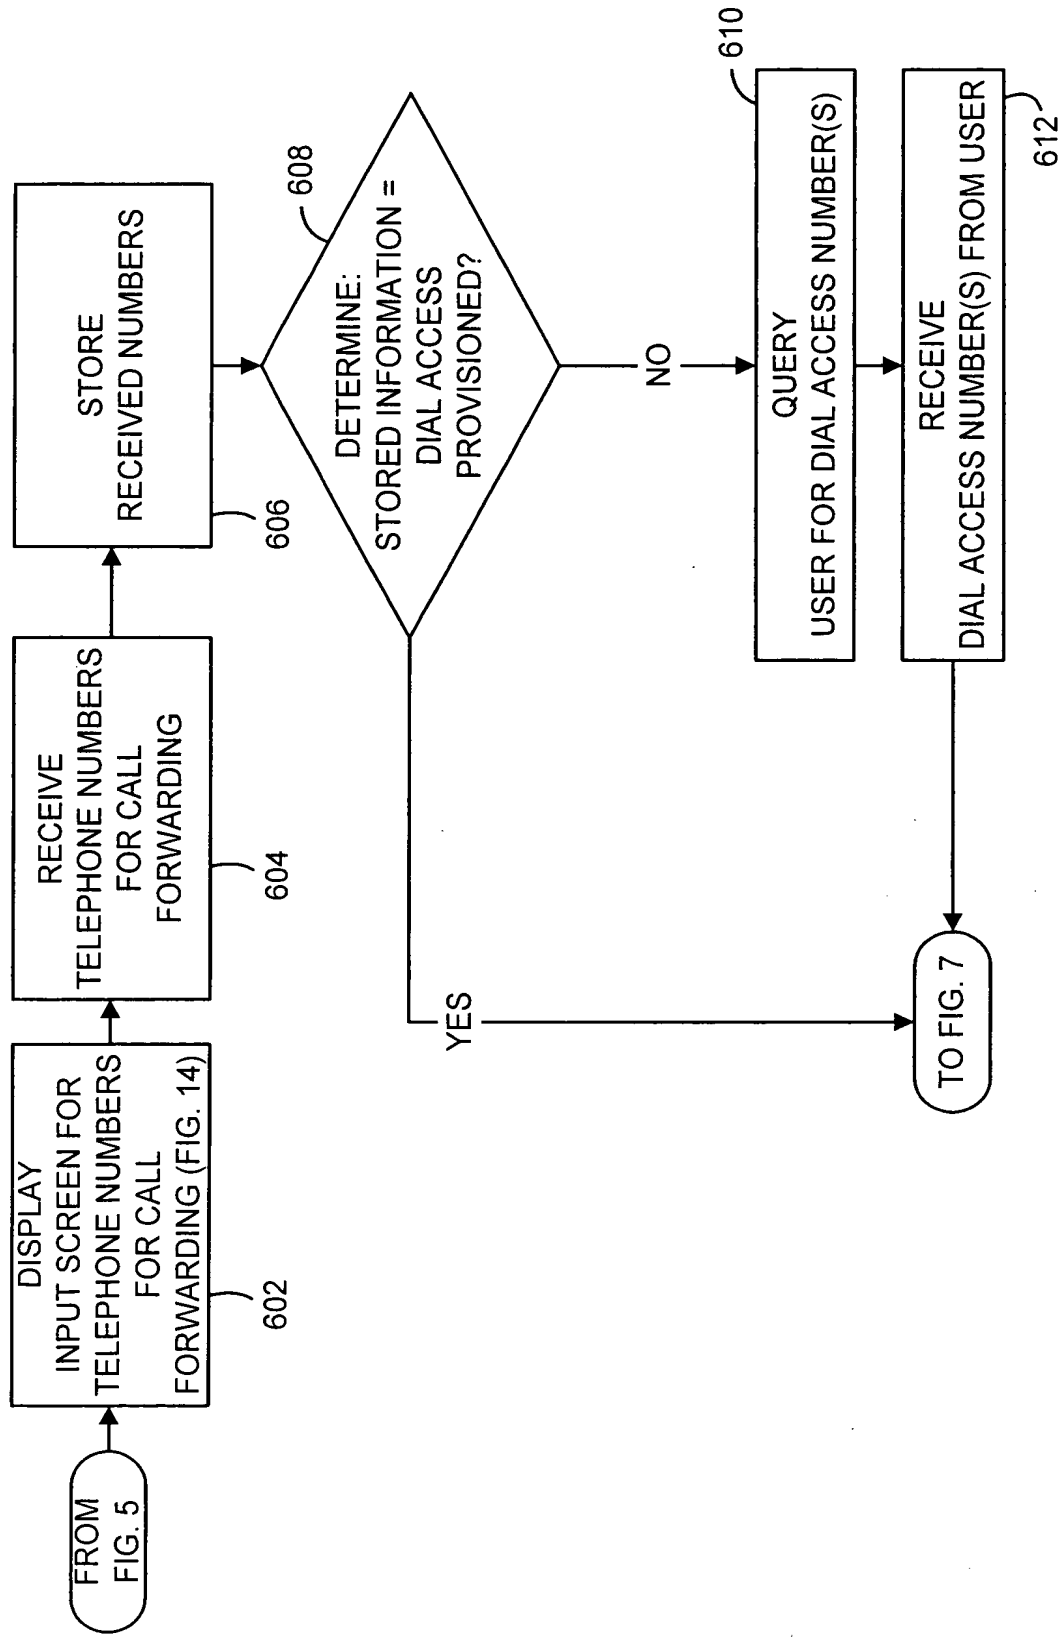 FROM
FIG. 5
DISPLAY
INPUT SCREEN FOR
TELEPHONE NUMBERS
FOR CALL
FORWARDING (FIG. 14)
602
RECEIVE
TELEPHONE NUMBERS
FOR CALL
FORWARDING
604
STORE
RECEIVED NUMBERS
606
DETERMINE:
STORED INFORMATION =
DIAL ACCESS
PROVISIONED?
608
YES
NO
QUERY
USER FOR DIAL ACCESS NUMBER(S)
610
RECEIVE
DIAL ACCESS NUMBER(S) FROM USER
612
TO FIG. 7